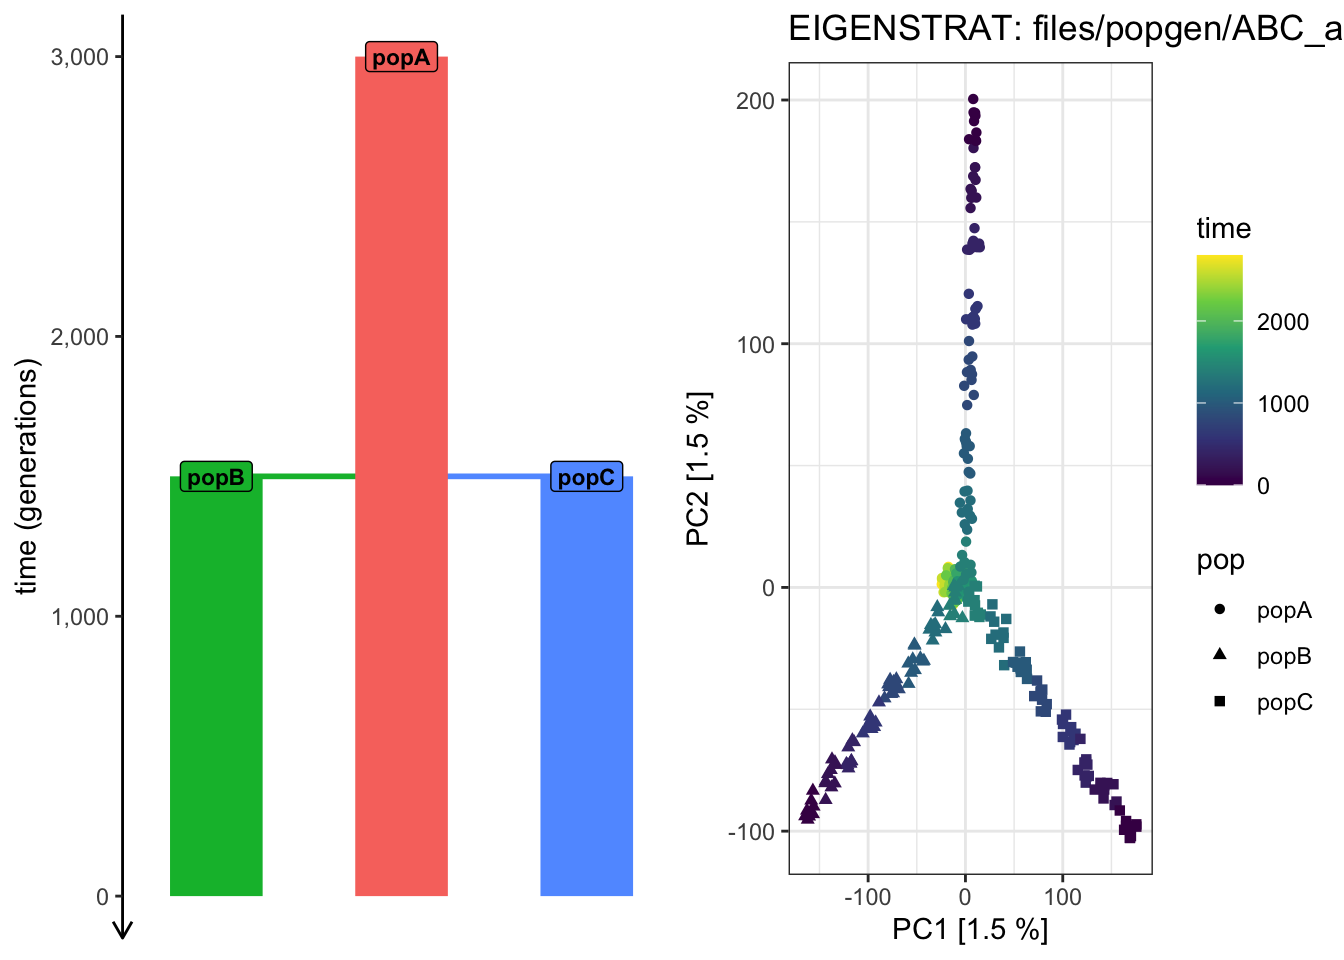 3,000
2,000
1,000
0
time (generations)
popA
popB
popC
EIGENSTRAT: files/popgen/ABC_a
200
100
0
-100
PC2 [1.5 %]
-100
0
100
PC1 [1.5 %]
time
2000
1000
0
pop
popA
popB
popC